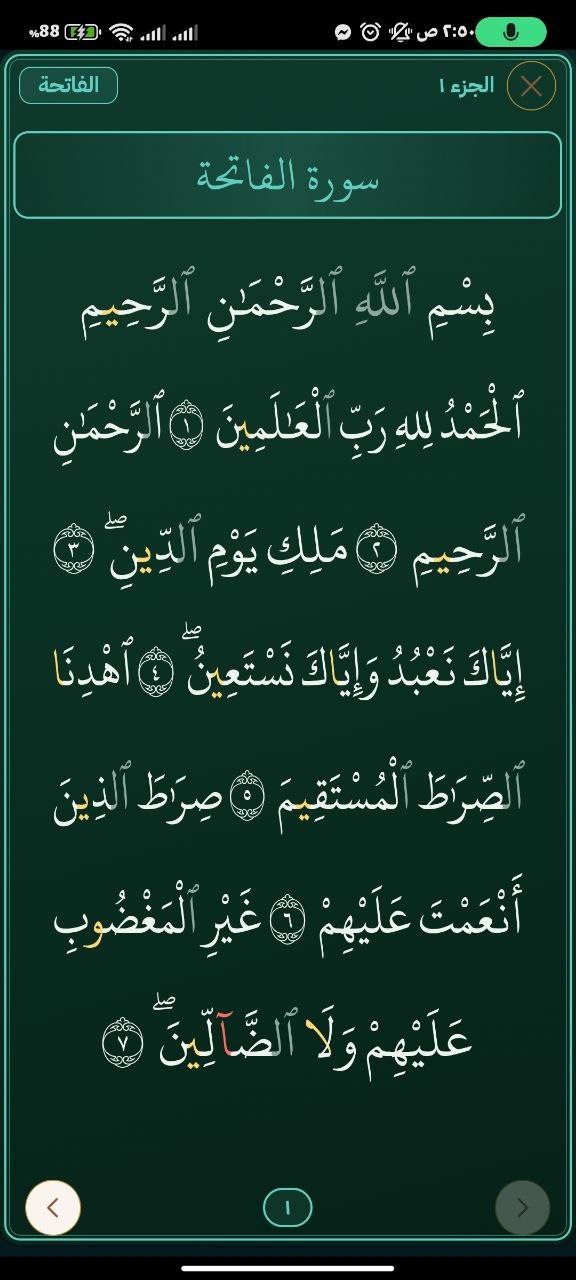 88% ٢:٥٠ ص
الجزء ١ الفاتحة
سورة الفاتحة
بِسْمِ ٱللَّهِ ٱلرَّحْمَٰنِ ٱلرَّحِيمِ
ٱلْحَمْدُ لِلهِ رَبِّ ٱلْعَٰلَمِينَ ١ ٱلرَّحْمَٰنِ
ٱلرَّحِيمِ ٢ مَلِكِ يَوْمِ ٱلدِّينِۖ ٣
إِيَّاكَ نَعْبُدُ وَإِيَّاكَ نَسْتَعِينُۖ ٤ ٱهْدِنَا
ٱلصِّرَٰطَ ٱلْمُسْتَقِيمَ ٥ صِرَٰطَ ٱلذِينَ
أَنْعَمْتَ عَلَيْهِمْ ٦ غَيْرِ ٱلْمَغْضُوبِ
عَلَيْهِمْ وَلَا ٱلضَّآلِّينَۖ ٧
١